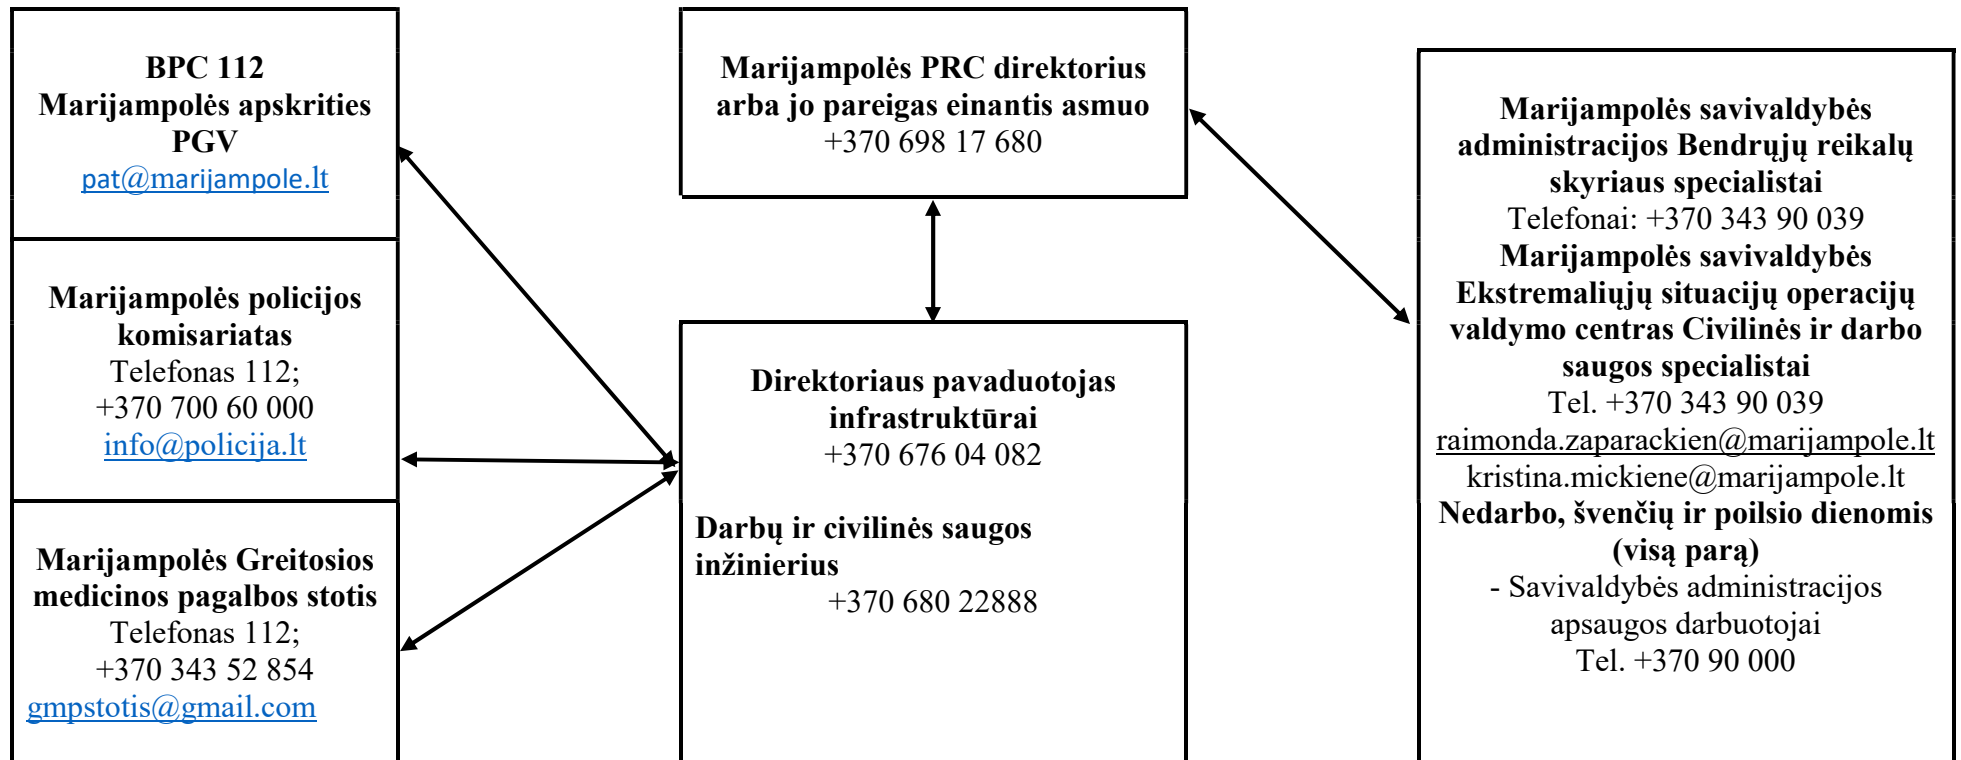 BPC 112
Marijampolės apskrities
PGV
pat@marijampole.lt
Marijampolės policijos
komisariatas
Telefonas 112;
+370 700 60 000
info@policija.lt
Marijampolės Greitosios
medicinos pagalbos stotis
Telefonas 112;
+370 343 52 854
gmpstotis@gmail.com
Marijampolės PRC direktorius
arba jo pareigas einantis asmuo
+370 698 17 680
Direktoriaus pavaduotojas
infrastruktūrai
+370 676 04 082
Darbų ir civilinės saugos
inžinierius
+370 680 22888
Marijampolės savivaldybės
administracijos Bendrųjų reikalų
skyriaus specialistai
Telefonai: +370 343 90 039
Marijampolės savivaldybės
Ekstremaliųjų situacijų operacijų
valdymo centras Civilinės ir darbo
saugos specialistai
Tel. +370 343 90 039
raimonda.zaparackien@marijampole.lt
kristina.mickiene@marijampole.lt
Nedarbo, švenčių ir poilsio dienomis
(visą parą)
- Savivaldybės administracijos
apsaugos darbuotojai
Tel. +370 90 000